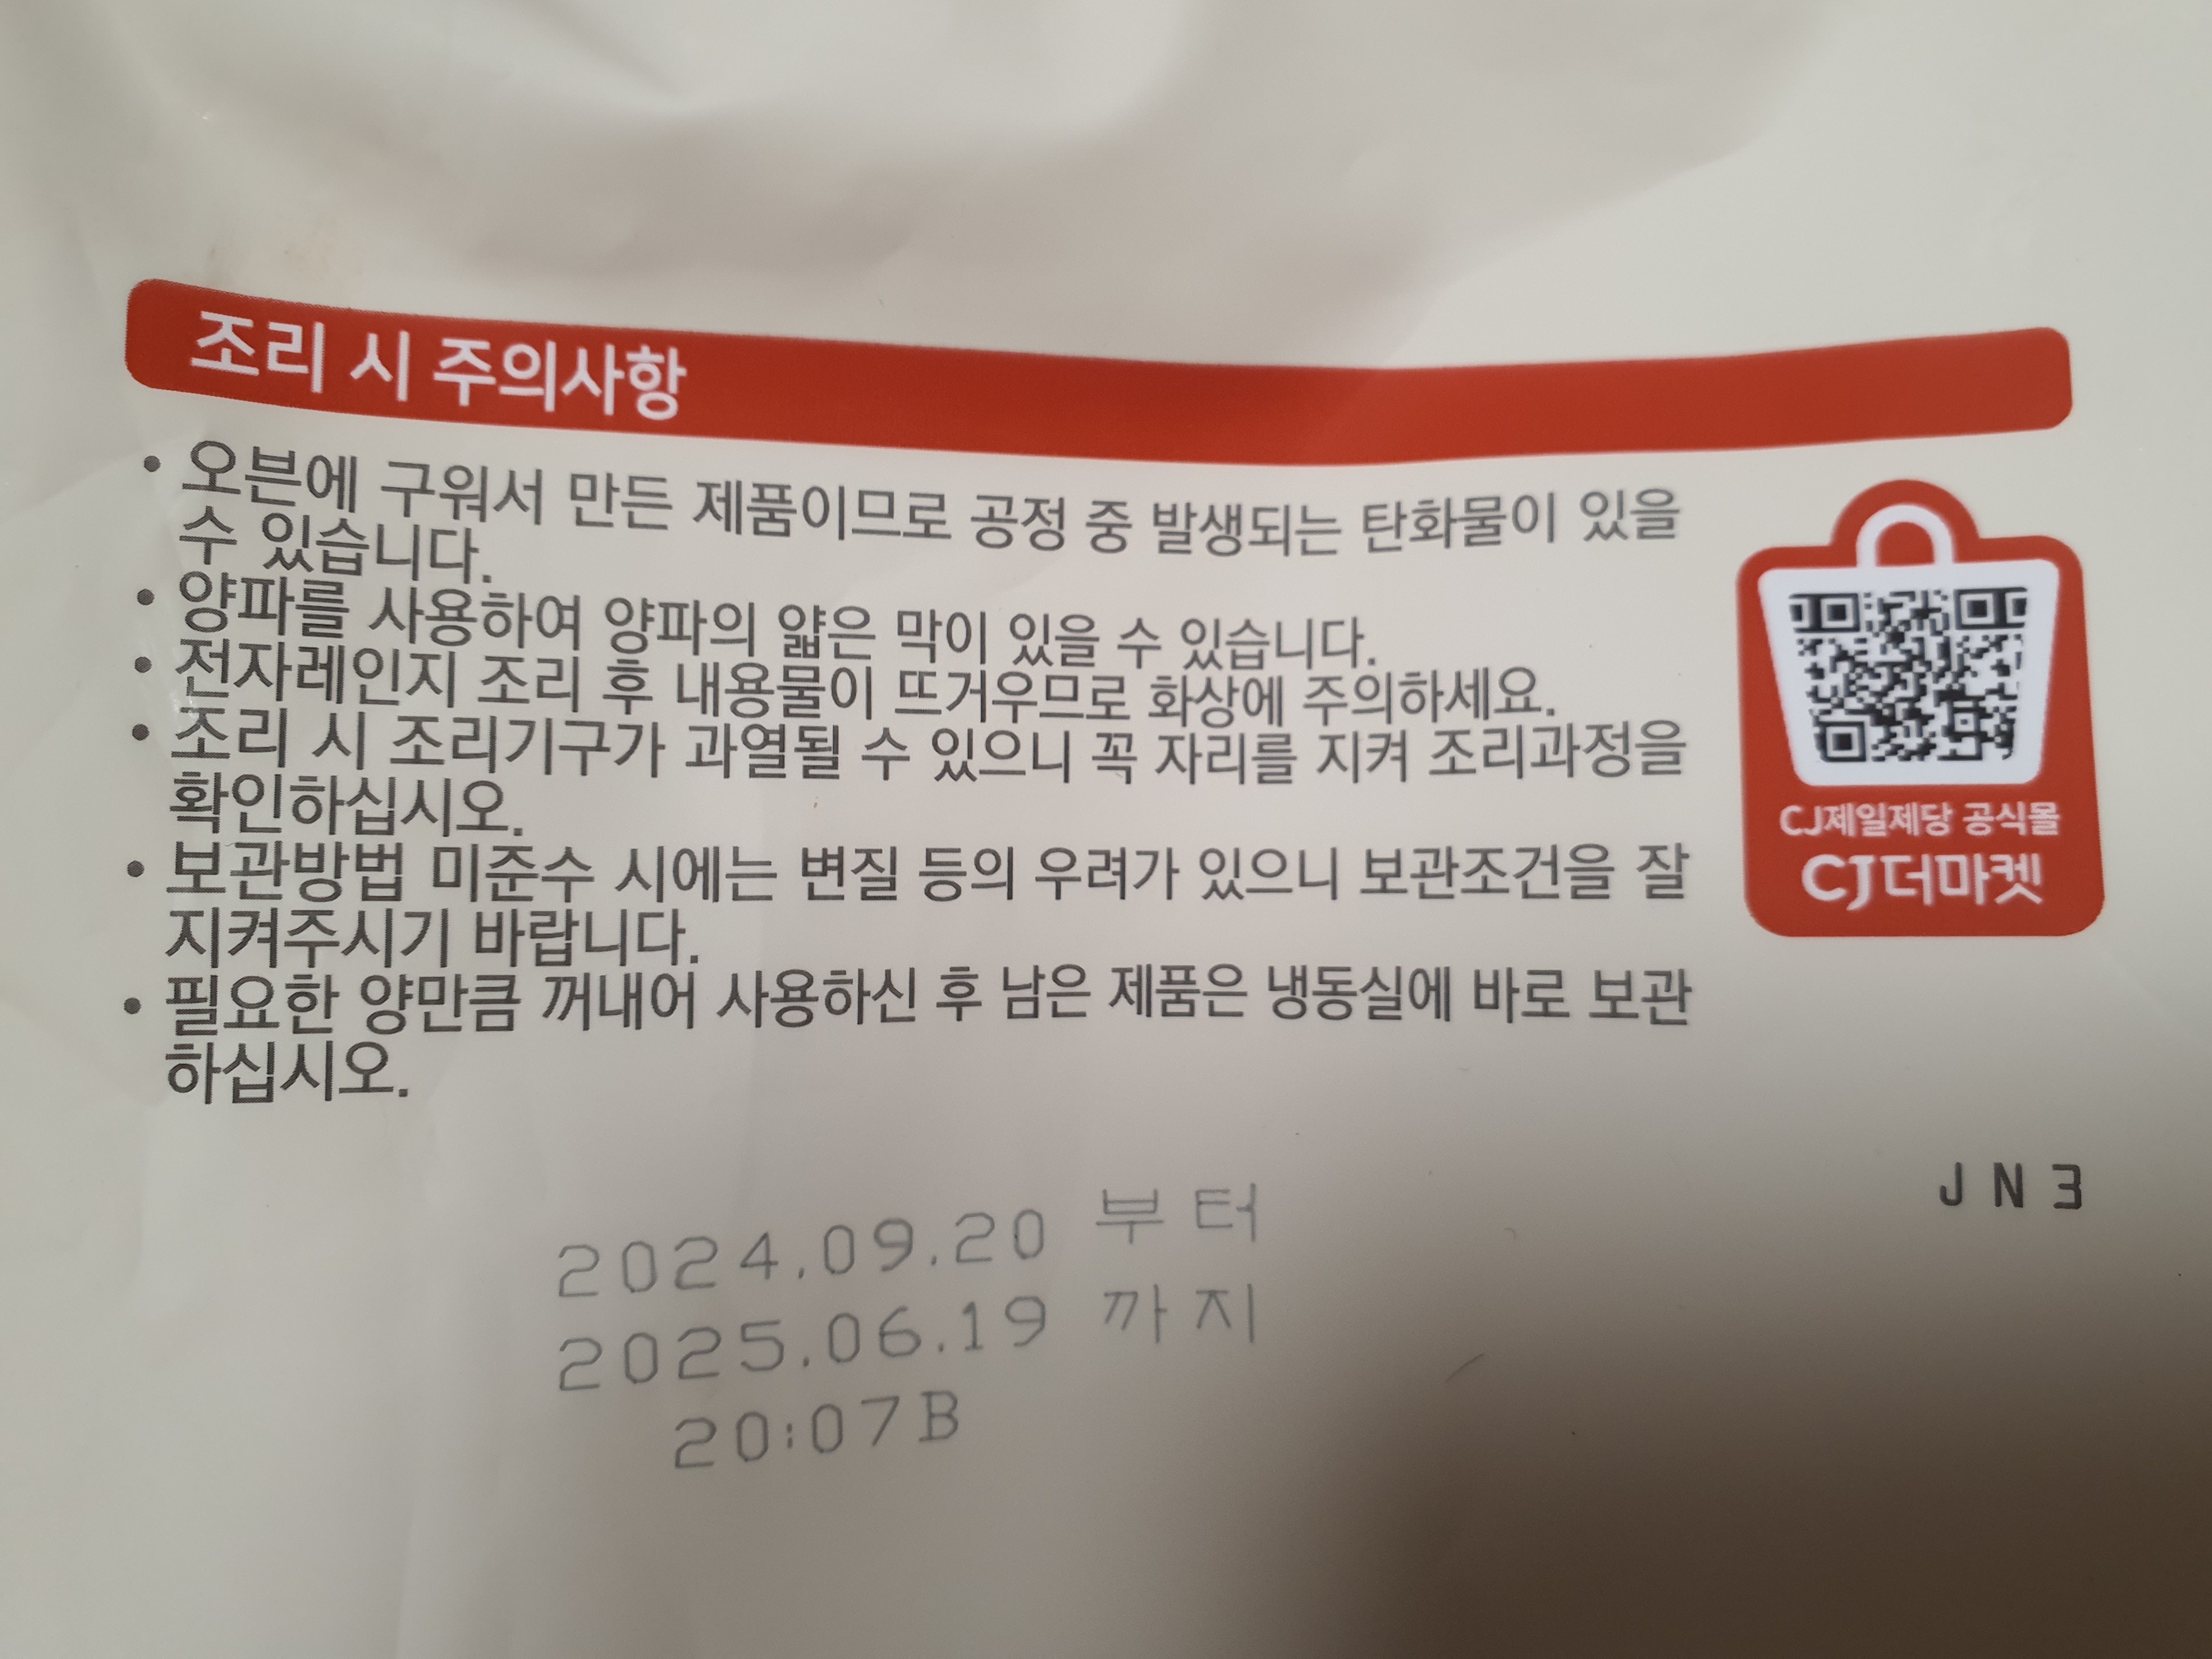 조리 시 주의사항
• 오븐에 구워서 만든 제품이므로 공정 중 발생되는 탄화물이 있을
수 있습니다.
• 양파를 사용하여 양파의 얇은 막이 있을 수 있습니다.
• 전자레인지 조리 후 내용물이 뜨거우므로 화상에 주의하세요.
• 조리 시 조리기구가 과열될 수 있으니 꼭 자리를 지켜 조리과정을
확인하십시오.
• 보관방법 미준수 시에는 변질 등의 우려가 있으니 보관조건을 잘
지켜주시기 바랍니다.
• 필요한 양만큼 꺼내어 사용하신 후 남은 제품은 냉동실에 바로 보관
하십시오.
CJ제일제당 공식몰
CJ더마켓
JN3
2024.09.20 부터
2025.06.19 까지
20:07B